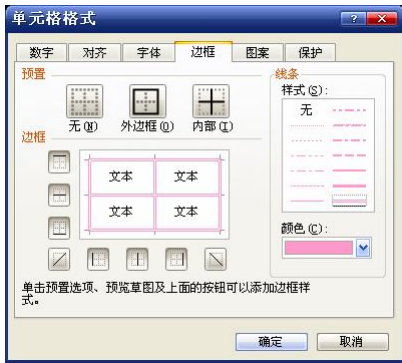 单元格格式
数字 对齐 字体 边框 图案 保护
预置
无(N) 外边框(O) 内部(I)
边框
文本 文本
文本 文本
线条
样式(S):
无
颜色(C):
单击预置选项、预览草图及上面的按钮可以添加边框样
式。
确定 取消